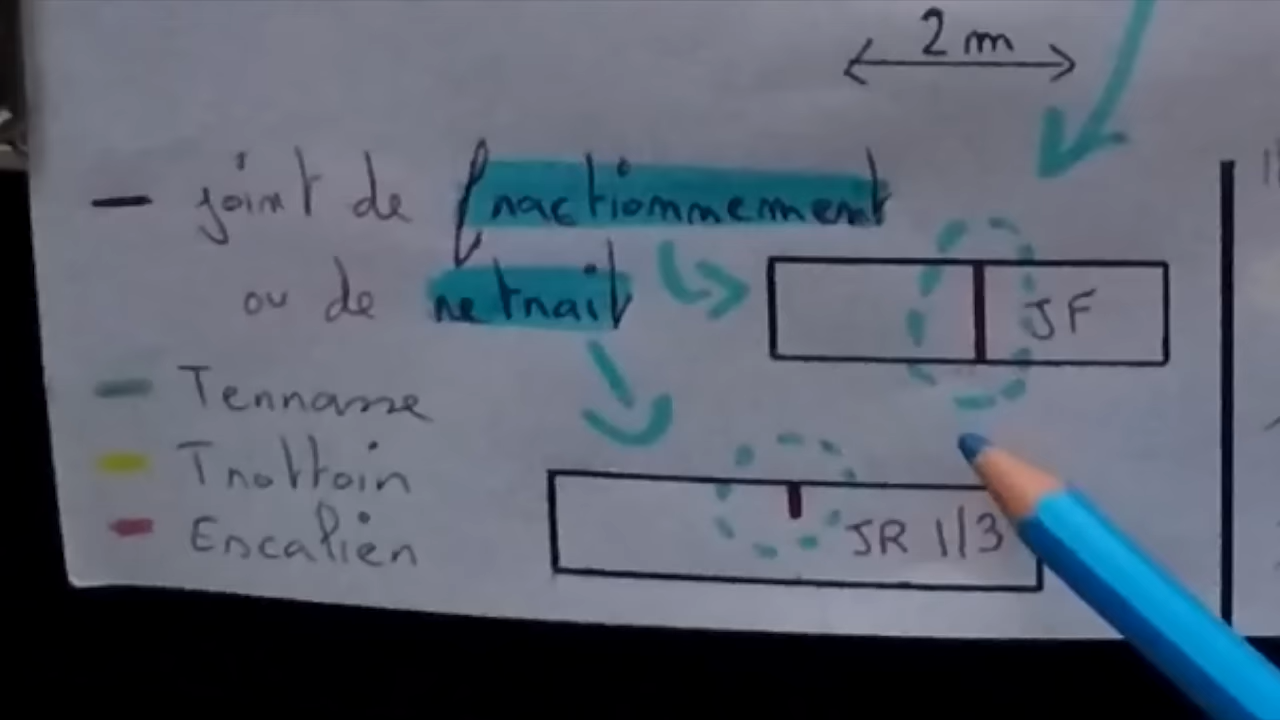 2 m
– joint de fractionnement
ou de retrait
JF
– Terrasse
– Trottoir
– Escalier
JR 1/3